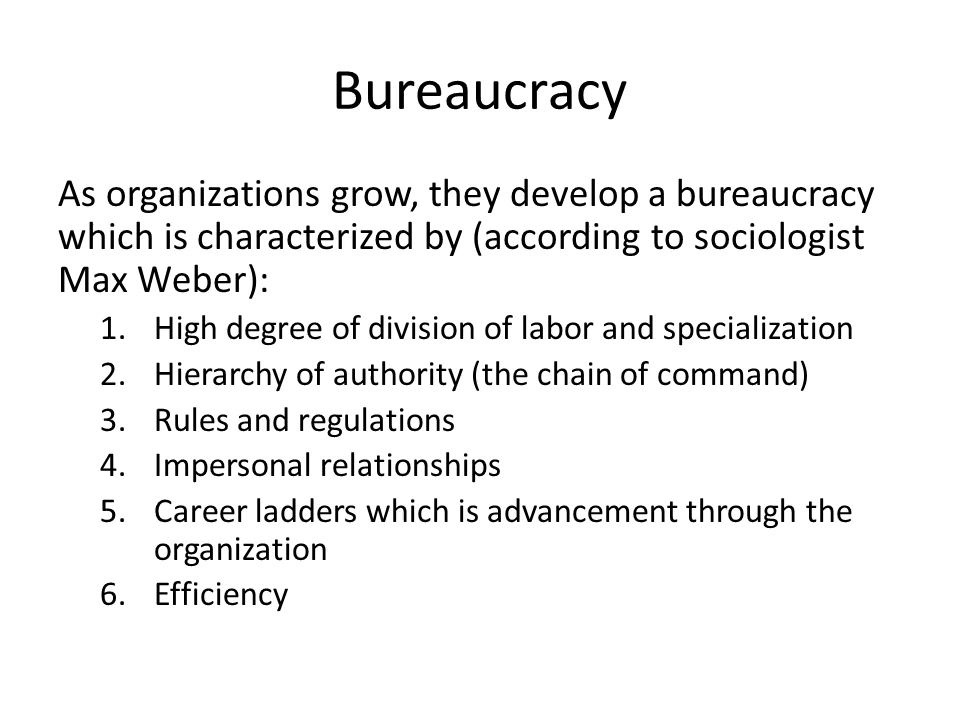 Bureaucracy
As organizations grow, they develop a bureaucracy
which is characterized by (according to sociologist
Max Weber):
1. High degree of division of labor and specialization
2. Hierarchy of authority (the chain of command)
3. Rules and regulations
4. Impersonal relationships
5. Career ladders which is advancement through the
organization
6. Efficiency